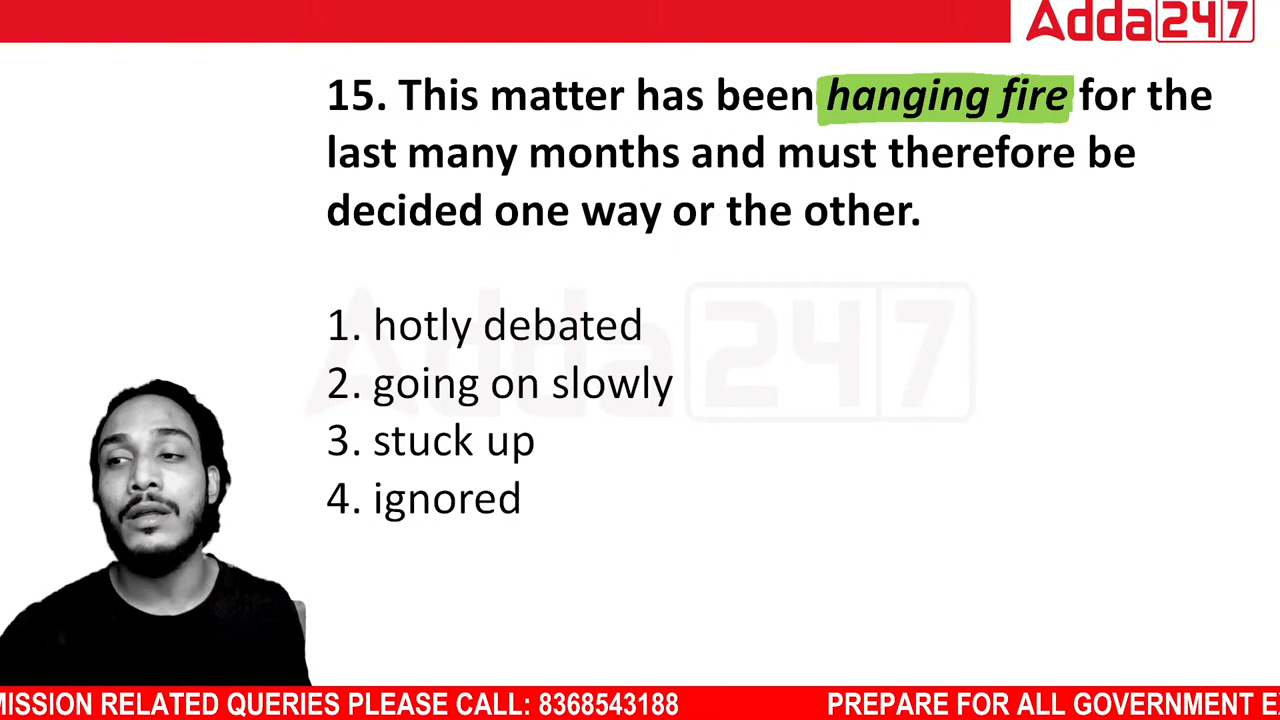 Adda247
15. This matter has been hanging fire for the
last many months and must therefore be
decided one way or the other.
Adda247
1. hotly debated
2. going on slowly
3. stuck up
4. ignored
MISSION RELATED QUERIES PLEASE CALL: 8368543188 PREPARE FOR ALL GOVERNMENT E